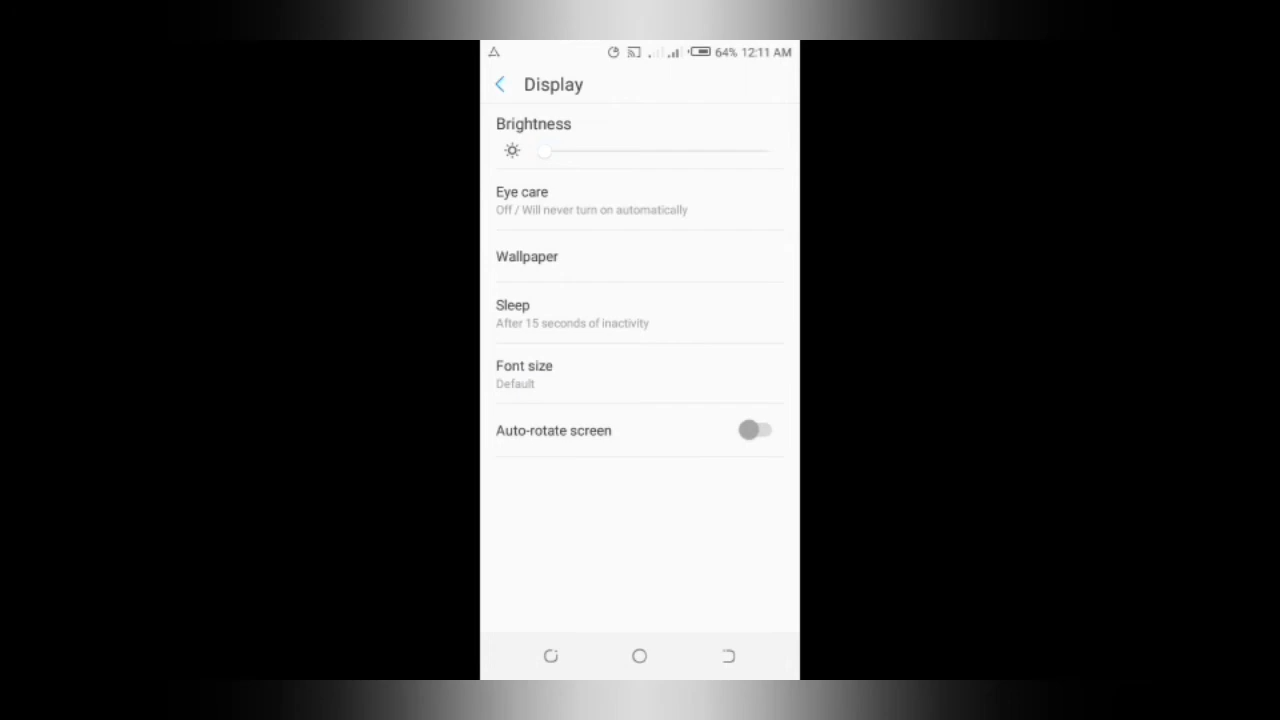 64% 12:11 AM
Display
Brightness
Eye care
Off / Will never turn on automatically
Wallpaper
Sleep
After 15 seconds of inactivity
Font size
Default
Auto-rotate screen